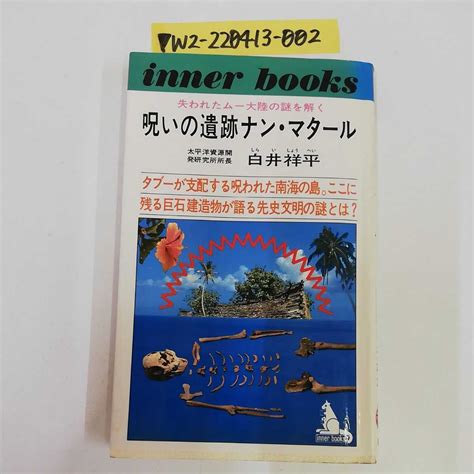 PW2-220413-002
inner books
失われたムー大陸の謎を解く
呪いの遺跡ナン・マタール
太平洋資源開
発研究所所長
しらいしょうへい
白井祥平
タブーが支配する呪われた南海の島。ここに
残る巨石建造物が語る先史文明の謎とは?
inner books